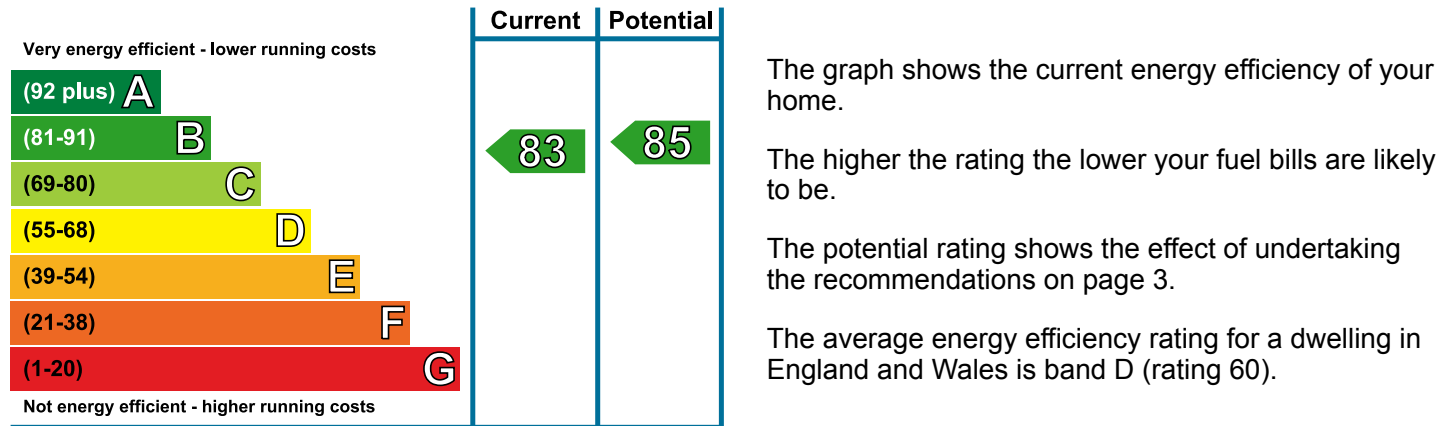 Current Potential
Very energy efficient - lower running costs
(92 plus) A
(81-91) B
83
85
(69-80) C
(55-68) D
(39-54) E
(21-38) F
(1-20) G
Not energy efficient - higher running costs
The graph shows the current energy efficiency of your
home.
The higher the rating the lower your fuel bills are likely
to be.
The potential rating shows the effect of undertaking
the recommendations on page 3.
The average energy efficiency rating for a dwelling in
England and Wales is band D (rating 60).